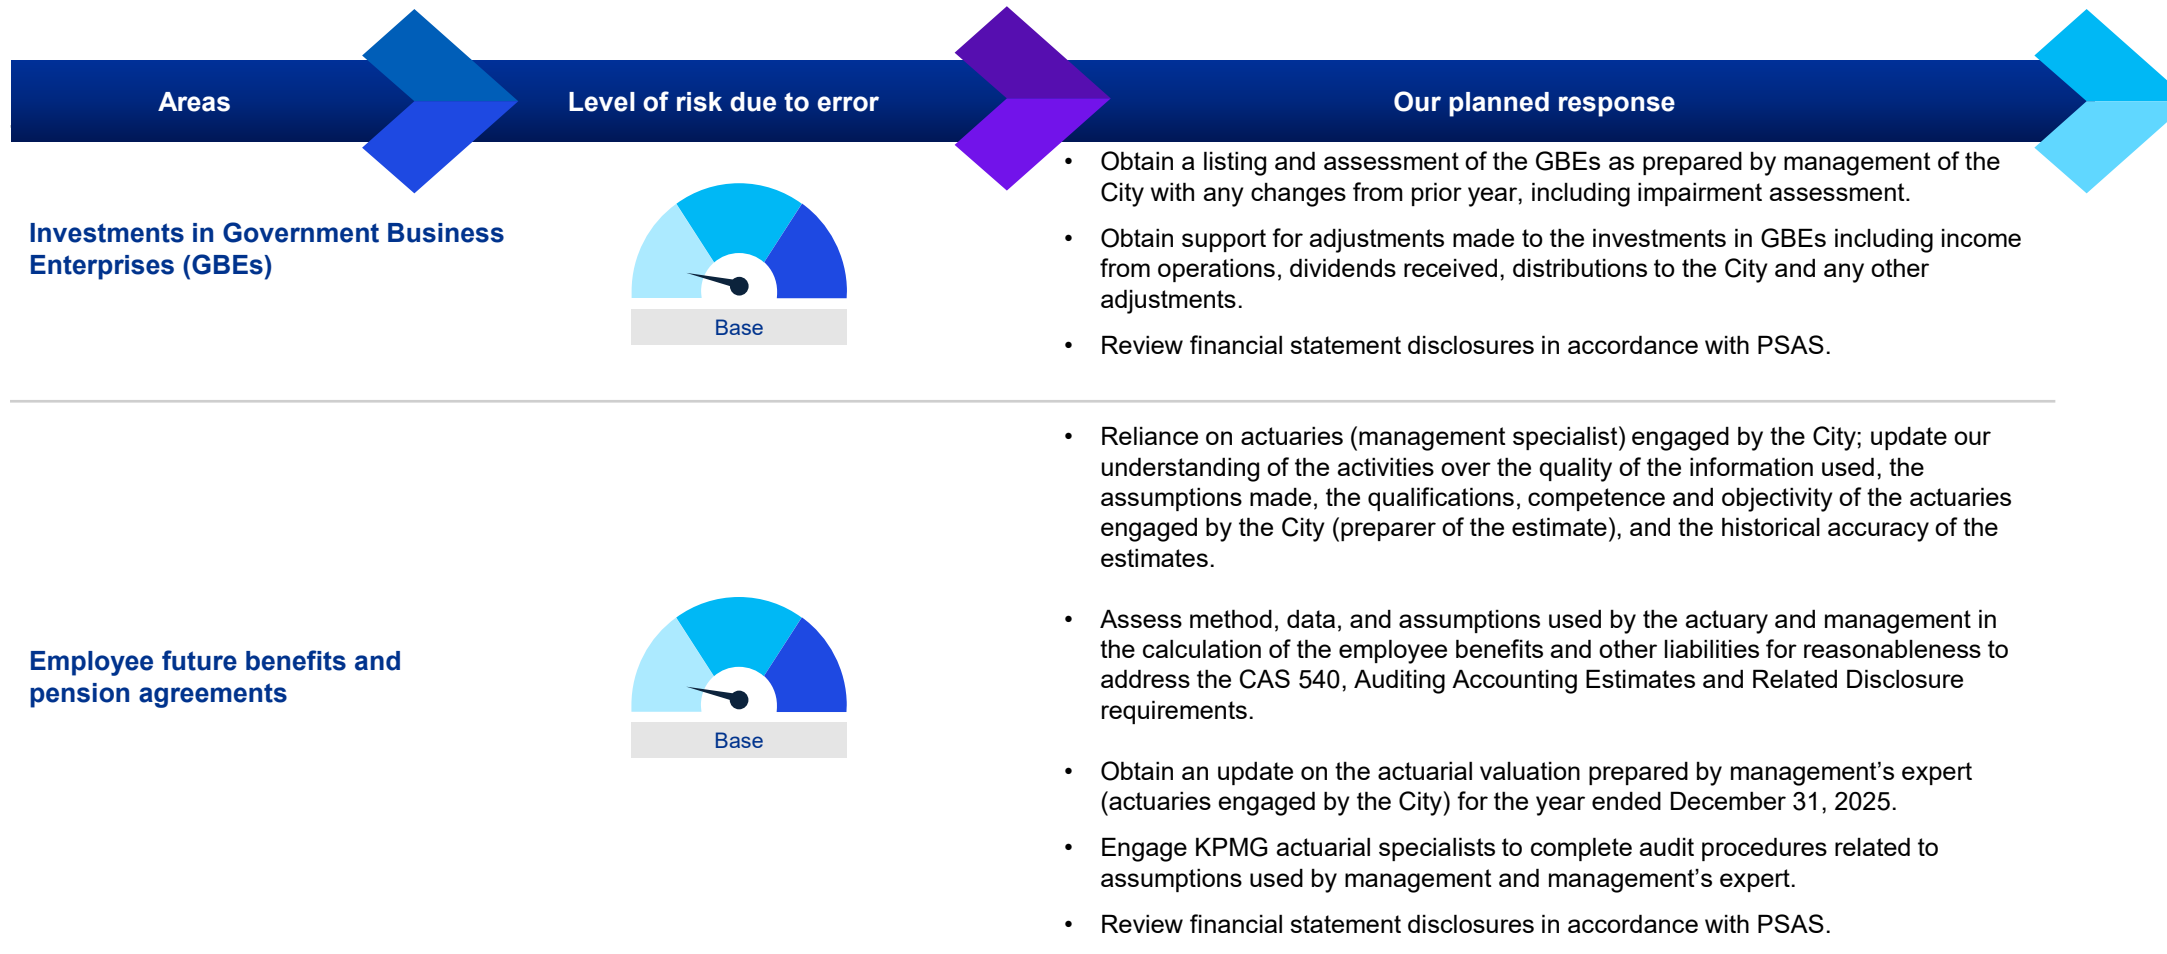 Areas
Level of risk due to error
Our planned response
Investments in Government Business
Enterprises (GBEs)
Base
• Obtain a listing and assessment of the GBEs as prepared by management of the
City with any changes from prior year, including impairment assessment.
• Obtain support for adjustments made to the investments in GBEs including income
from operations, dividends received, distributions to the City and any other
adjustments.
• Review financial statement disclosures in accordance with PSAS.
Employee future benefits and
pension agreements
Base
• Reliance on actuaries (management specialist) engaged by the City; update our
understanding of the activities over the quality of the information used, the
assumptions made, the qualifications, competence and objectivity of the actuaries
engaged by the City (preparer of the estimate), and the historical accuracy of the
estimates.
• Assess method, data, and assumptions used by the actuary and management in
the calculation of the employee benefits and other liabilities for reasonableness to
address the CAS 540, Auditing Accounting Estimates and Related Disclosure
requirements.
• Obtain an update on the actuarial valuation prepared by management’s expert
(actuaries engaged by the City) for the year ended December 31, 2025.
• Engage KPMG actuarial specialists to complete audit procedures related to
assumptions used by management and management’s expert.
• Review financial statement disclosures in accordance with PSAS.